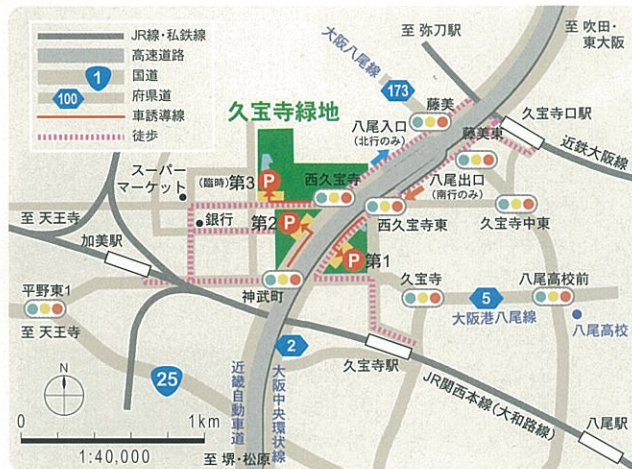 JR線・私鉄線
高速道路
1
国道
100
府県道
車誘導線
徒歩
至 弥刀駅
至 吹田・
東大阪
大阪八尾線
173
藤美
久宝寺口駅
久宝寺緑地
八尾入口
(北行のみ)
藤美東
近鉄大阪線
スーパー
マーケット
(臨時)第3
P
西久宝寺
八尾出口
(南行のみ)
至 天王寺
銀行
第2
P
西久宝寺東
久宝寺中東
加美駅
P
第1
平野東1
神武町
久宝寺
八尾高校前
5
大阪港八尾線
至 天王寺
八尾高校
N
25
近畿自動車道
2
大阪中央環状線
久宝寺駅
JR関西本線(大和路線)
八尾駅
0
1km
1:40,000
至 堺・松原